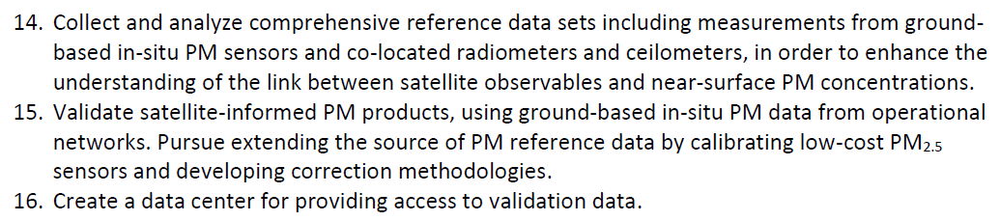 14. Collect and analyze comprehensive reference data sets including measurements from ground-
based in-situ PM sensors and co-located radiometers and ceilometers, in order to enhance the
understanding of the link between satellite observables and near-surface PM concentrations.
15. Validate satellite-informed PM products, using ground-based in-situ PM data from operational
networks. Pursue extending the source of PM reference data by calibrating low-cost PM2.5
sensors and developing correction methodologies.
16. Create a data center for providing access to validation data.